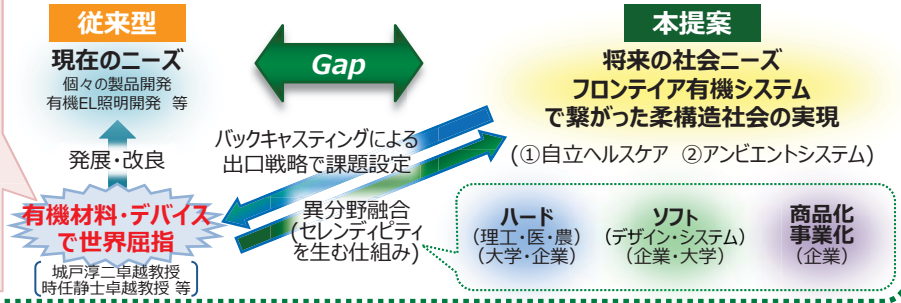 従来型
現在のニーズ
個々の製品開発
有機EL照明開発 等
発展・改良
有機材料・デバイス
で世界屈指
城戸淳二卓越教授
時任静士卓越教授 等
Gap
バックキャスティングによる
出口戦略で課題設定
異分野融合
(セレンディピティ
を生む仕組み)
本提案
将来の社会ニーズ
フロンテイア有機システム
で繋がった柔構造社会の実現
(①自立ヘルスケア ②アンビエントシステム)
ハード
(理工・医・農)
(大学・企業)
ソフト
(デザイン・システム)
(企業・大学)
商品化
事業化
(企業)